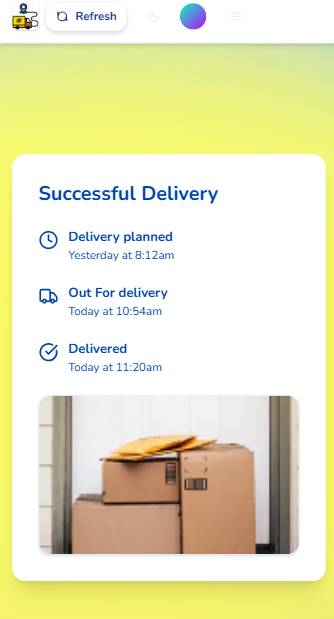 Refresh
Successful Delivery
Delivery planned
Yesterday at 8:12am
Out For delivery
Today at 10:54am
Delivered
Today at 11:20am